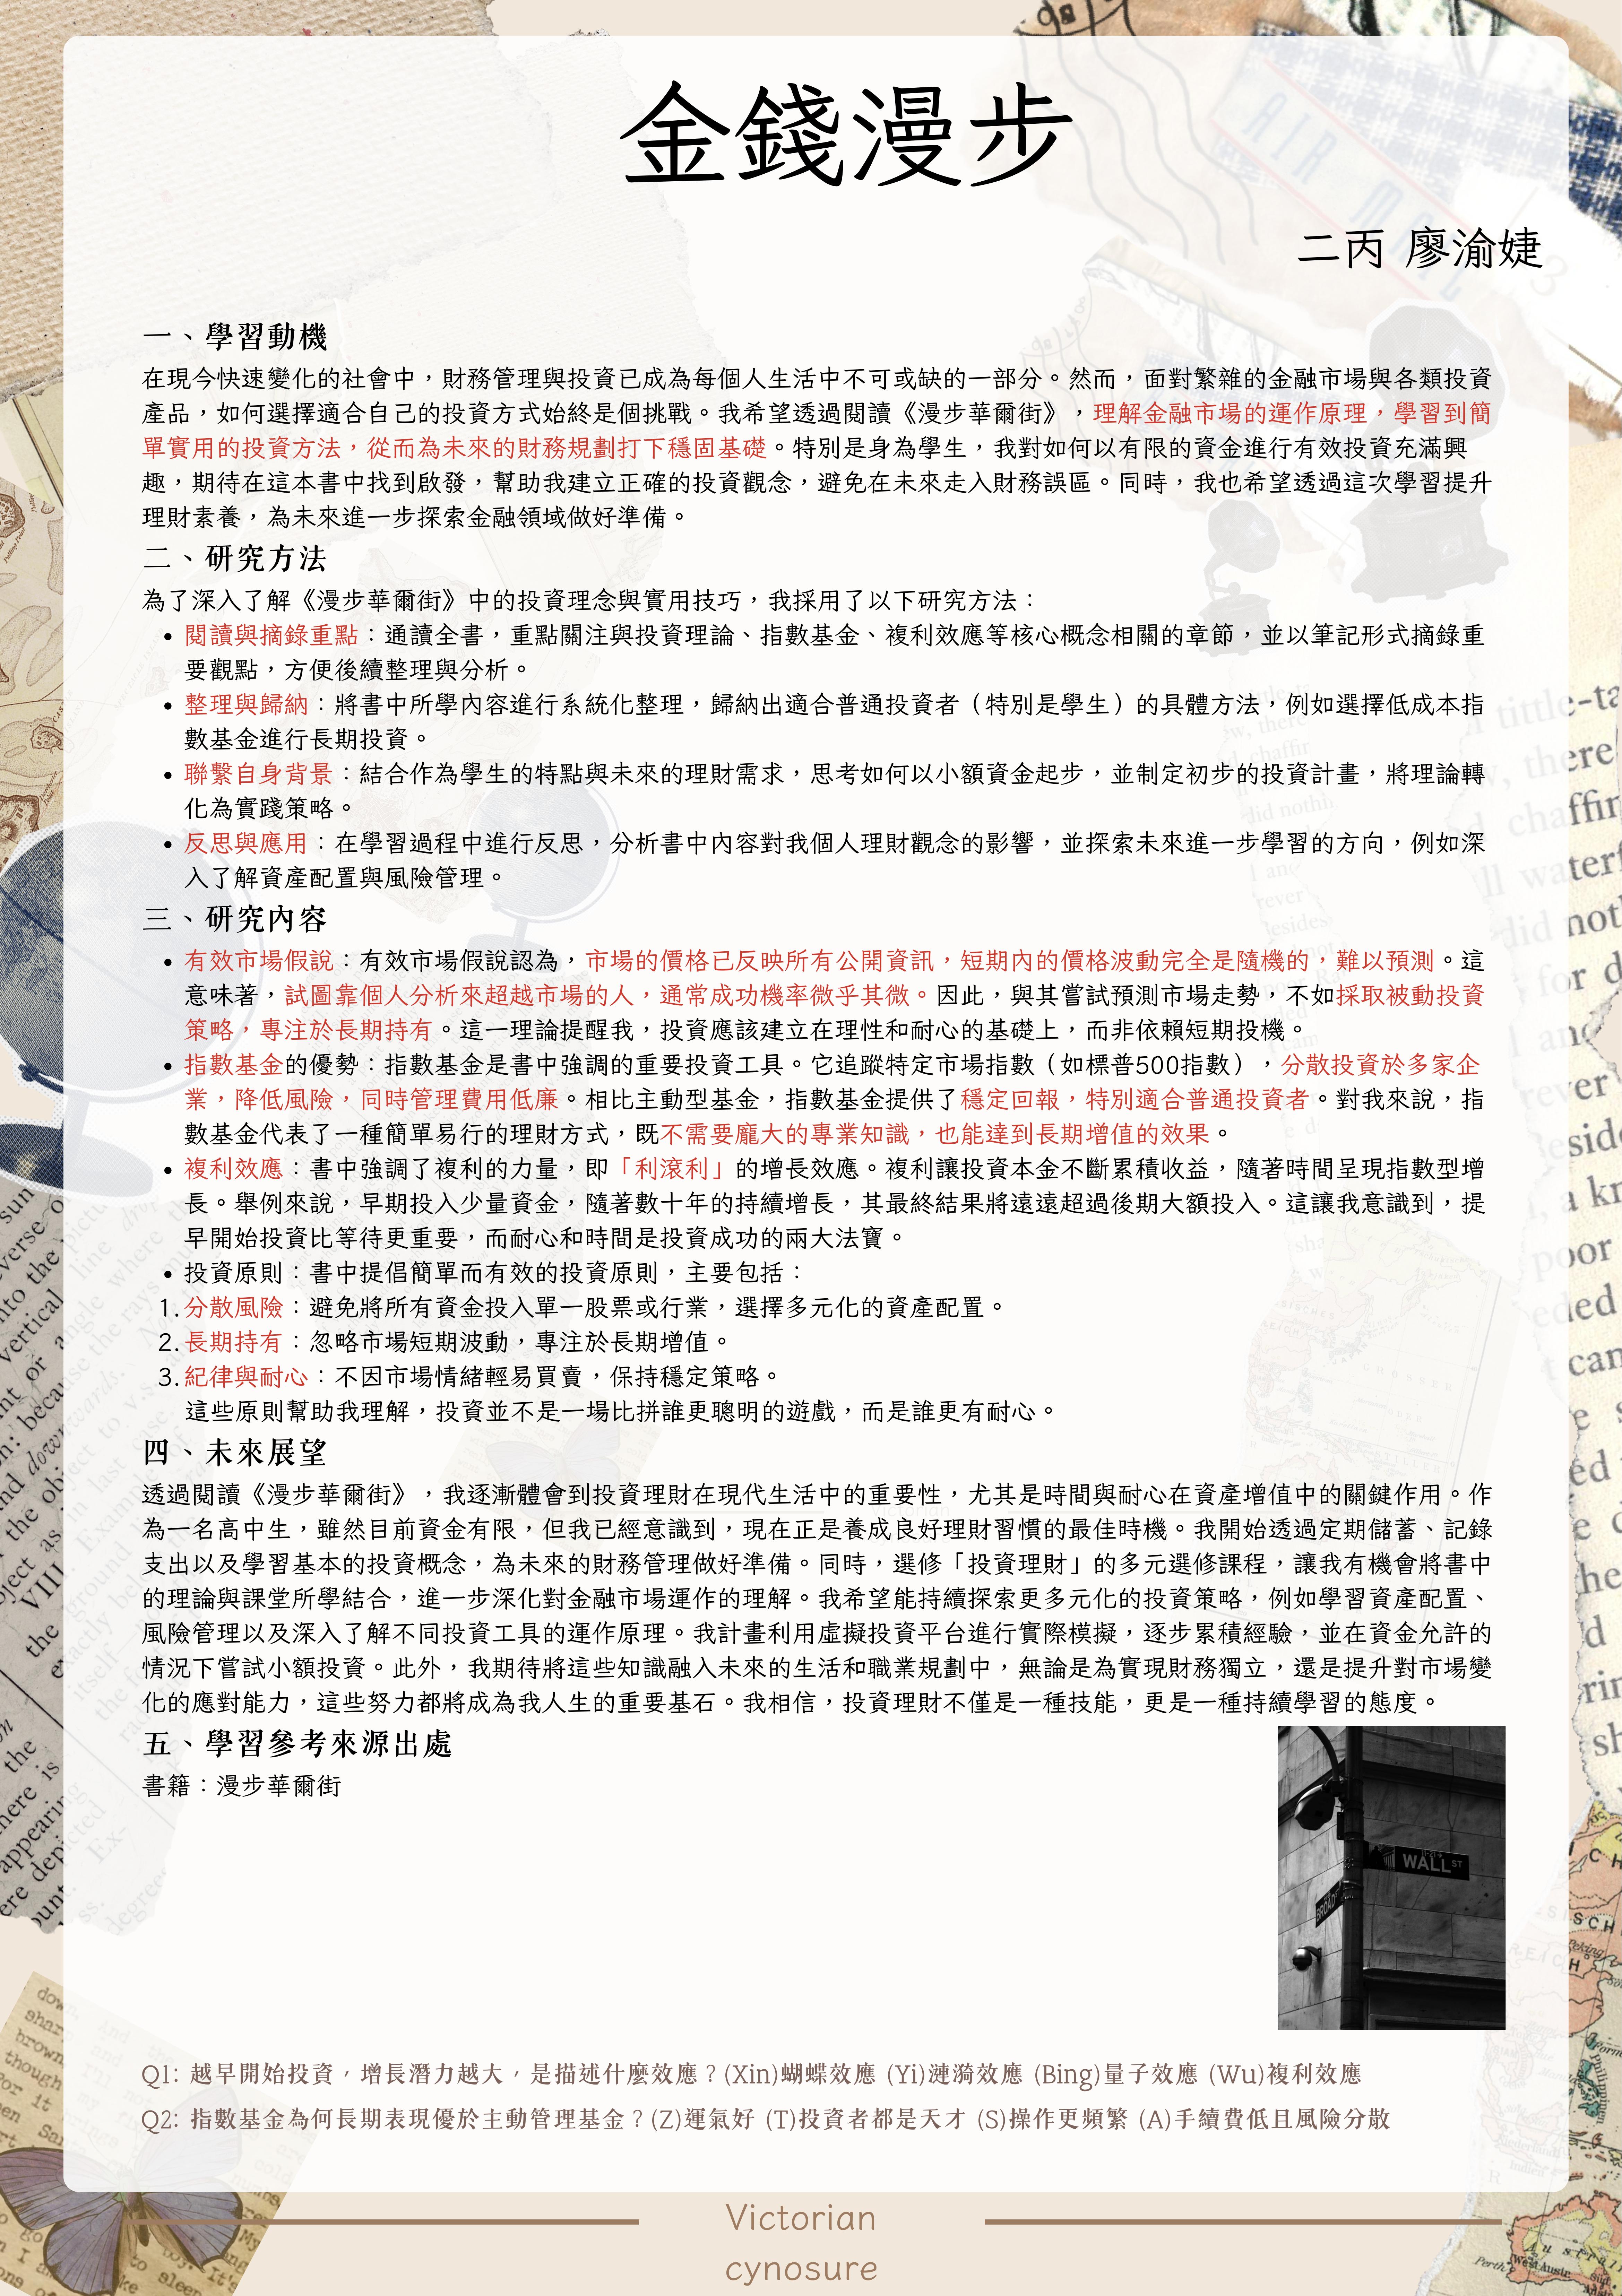 金錢漫步
二丙 廖渝婕
一、學習動機
在現今快速變化的社會中，財務管理與投資已成為每個人生活中不可或缺的一部分。然而，面對繁雜的金融市場與各類投資
產品，如何選擇適合自己的投資方式始終是個挑戰。我希望透過閱讀《漫步華爾街》，理解金融市場的運作原理，學習到簡
單實用的投資方法，從而為未來的財務規劃打下穩固基礎。特別是身為學生，我對如何以有限的資金進行有效投資充滿興
趣，期待在這本書中找到啟發，幫助我建立正確的投資觀念，避免在未來走入財務誤區。同時，我也希望透過這次學習提升
理財素養，為未來進一步探索金融領域做好準備。
二、研究方法
為了深入了解《漫步華爾街》中的投資理念與實用技巧，我採用了以下研究方法：
• 閱讀與摘錄重點：通讀全書，重點關注與投資理論、指數基金、複利效應等核心概念相關的章節，並以筆記形式摘錄重
要觀點，方便後續整理與分析。
• 整理與歸納：將書中所學內容進行系統化整理，歸納出適合普通投資者（特別是學生）的具體方法，例如選擇低成本指
數基金進行長期投資。
• 聯繫自身背景：結合作為學生的特點與未來的理財需求，思考如何以小額資金起步，並制定初步的投資計畫，將理論轉
化為實踐策略。
• 反思與應用：在學習過程中進行反思，分析書中內容對我個人理財觀念的影響，並探索未來進一步學習的方向，例如深
入了解資產配置與風險管理。
三、研究內容
• 有效市場假說：有效市場假說認為，市場的價格已反映所有公開資訊，短期內的價格波動完全是隨機的，難以預測。這
意味著，試圖靠個人分析來超越市場的人，通常成功機率微乎其微。因此，與其嘗試預測市場走勢，不如採取被動投資
策略，專注於長期持有。這一理論提醒我，投資應該建立在理性和耐心的基礎上，而非依賴短期投機。
• 指數基金的優勢：指數基金是書中強調的重要投資工具。它追蹤特定市場指數（如標普500指數），分散投資於多家企
業，降低風險，同時管理費用低廉。相比主動型基金，指數基金提供了穩定回報，特別適合普通投資者。對我來說，指
數基金代表了一種簡單易行的理財方式，既不需要龐大的專業知識，也能達到長期增值的效果。
• 複利效應：書中強調了複利的力量，即「利滾利」的增長效應。複利讓投資本金不斷累積收益，隨著時間呈現指數型增
長。舉例來說，早期投入少量資金，隨著數十年的持續增長，其最終結果將遠遠超過後期大額投入。這讓我意識到，提
早開始投資比等待更重要，而耐心和時間是投資成功的兩大法寶。
• 投資原則：書中提倡簡單而有效的投資原則，主要包括：
1. 分散風險：避免將所有資金投入單一股票或行業，選擇多元化的資產配置。
2. 長期持有：忽略市場短期波動，專注於長期增值。
3. 紀律與耐心：不因市場情緒輕易買賣，保持穩定策略。
這些原則幫助我理解，投資並不是一場比拼誰更聰明的遊戲，而是誰更有耐心。
四、未來展望
透過閱讀《漫步華爾街》，我逐漸體會到投資理財在現代生活中的重要性，尤其是時間與耐心在資產增值中的關鍵作用。作
為一名高中生，雖然目前資金有限，但我已經意識到，現在正是養成良好理財習慣的最佳時機。我開始透過定期儲蓄、記錄
支出以及學習基本的投資概念，為未來的財務管理做好準備。同時，選修「投資理財」的多元選修課程，讓我有機會將書中
的理論與課堂所學結合，進一步深化對金融市場運作的理解。我希望能持續探索更多元化的投資策略，例如學習資產配置、
風險管理以及深入了解不同投資工具的運作原理。我計畫利用虛擬投資平台進行實際模擬，逐步累積經驗，並在資金允許的
情況下嘗試小額投資。此外，我期待將這些知識融入未來的生活和職業規劃中，無論是為實現財務獨立，還是提升對市場變
化的應對能力，這些努力都將成為我人生的重要基石。我相信，投資理財不僅是一種技能，更是一種持續學習的態度。
五、學習參考來源出處
書籍：漫步華爾街
WALL ST
BROAD
Q1: 越早開始投資，增長潛力越大，是描述什麼效應？(Xin)蝴蝶效應 (Yi)漣漪效應 (Bing)量子效應 (Wu)複利效應
Q2: 指數基金為何長期表現優於主動管理基金？(Z)運氣好 (T)投資者都是天才 (S)操作更頻繁 (A)手續費低且風險分散
Victorian
cynosure